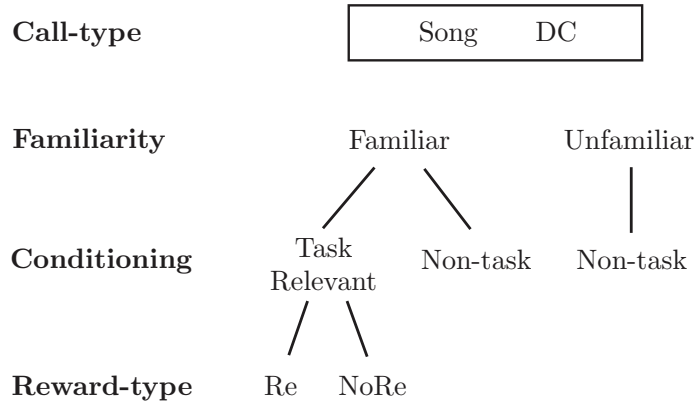 Call-type Song DC
Familiarity Familiar Unfamiliar
Conditioning Task Relevant Non-task Non-task
Reward-type Re NoRe